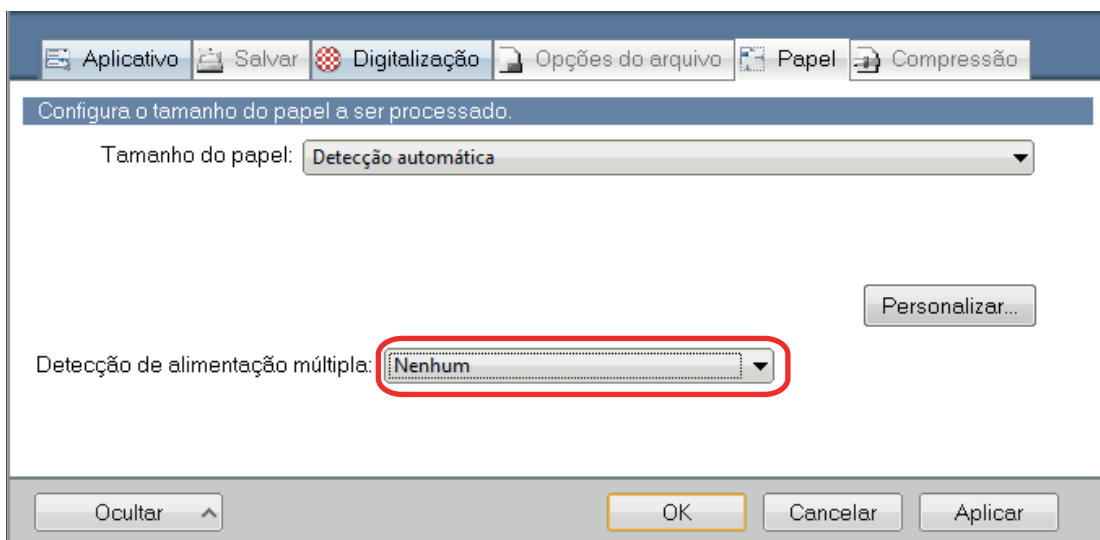 Aplicativo Salvar Digitalização Opções do arquivo Papel Compressão
Configura o tamanho do papel a ser processado.
Tamanho do papel: Detecção automática
Personalizar...
Detecção de alimentação múltipla: Nenhum
Ocultar OK Cancelar Aplicar